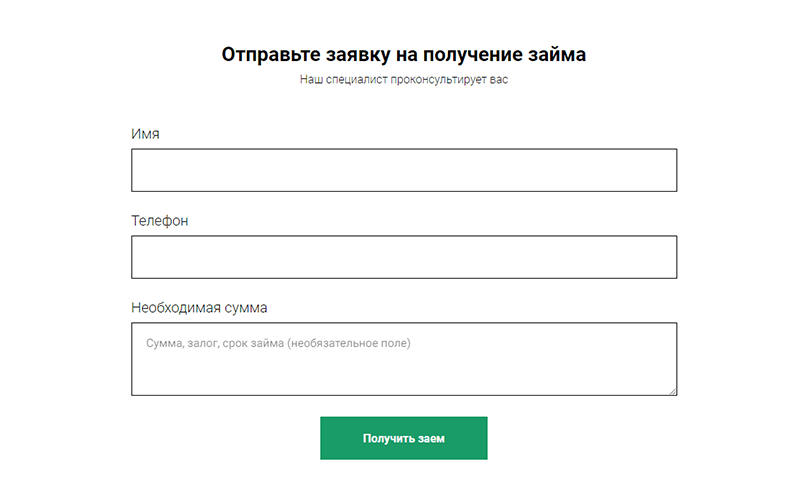 Отправьте заявку на получение займа
Наш специалист проконсультирует вас
Имя
Телефон
Необходимая сумма
Сумма, залог, срок займа (необязательное поле)
Получить заем